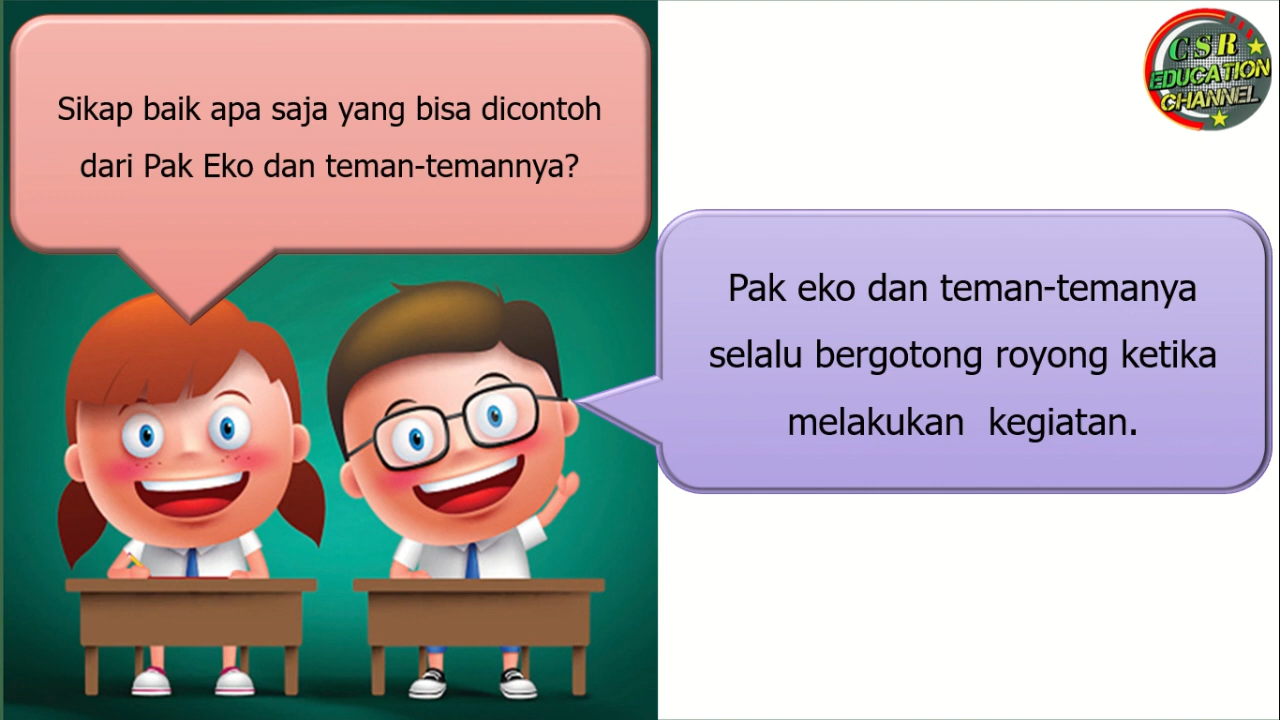 Sikap baik apa saja yang bisa dicontoh
dari Pak Eko dan teman-temannya?
CSR
EDUCATION
CHANNEL
Pak eko dan teman-temanya
selalu bergotong royong ketika
melakukan kegiatan.